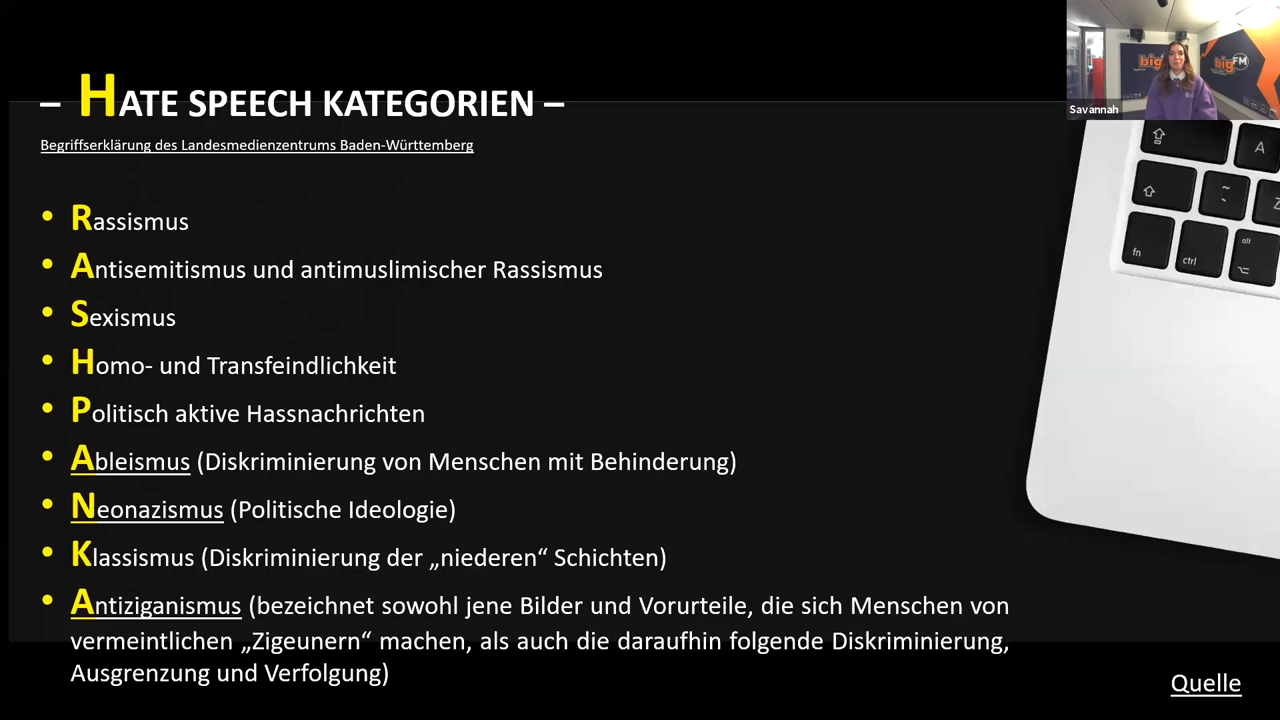 – HATE SPEECH KATEGORIEN –
Begriffserklärung des Landesmedienzentrums Baden-Württemberg
• Rassismus
• Antisemitismus und antimuslimischer Rassismus
• Sexismus
• Homo- und Transfeindlichkeit
• Politisch aktive Hassnachrichten
• Ableismus (Diskriminierung von Menschen mit Behinderung)
• Neonazismus (Politische Ideologie)
• Klassismus (Diskriminierung der „niederen“ Schichten)
• Antiziganismus (bezeichnet sowohl jene Bilder und Vorurteile, die sich Menschen von
vermeintlichen „Zigeunern“ machen, als auch die daraufhin folgende Diskriminierung,
Ausgrenzung und Verfolgung)
Quelle
big
bigFM
Savannah
A
~
Z
fn
ctrl
alt